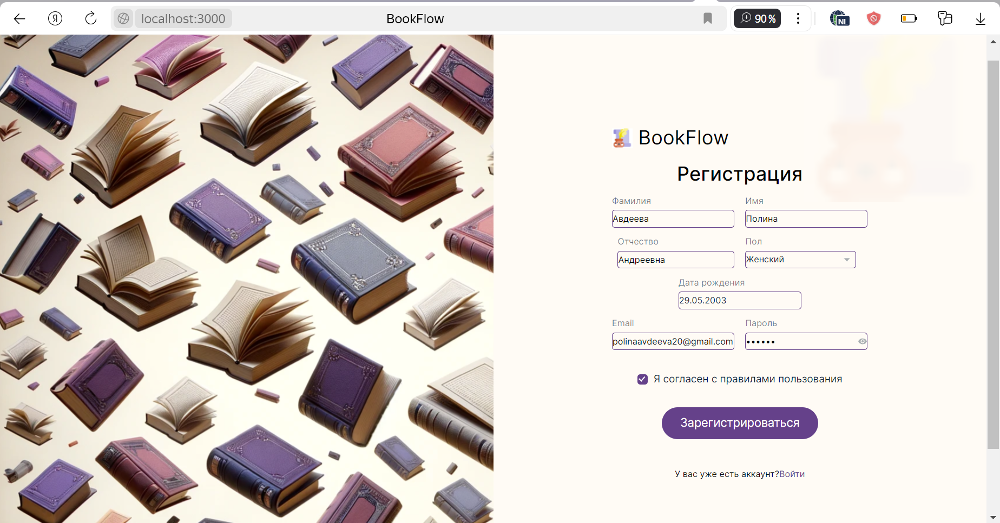 Я localhost:3000 BookFlow 90% NL
BookFlow
Регистрация
Фамилия Имя
Авдеева Полина
Отчество Пол
Андреевна Женский
Дата рождения
29.05.2003
Email Пароль
polinaavdeeva20@gmail.com ••••••
Я согласен с правилами пользования
Зарегистрироваться
У вас уже есть аккаунт?Войти